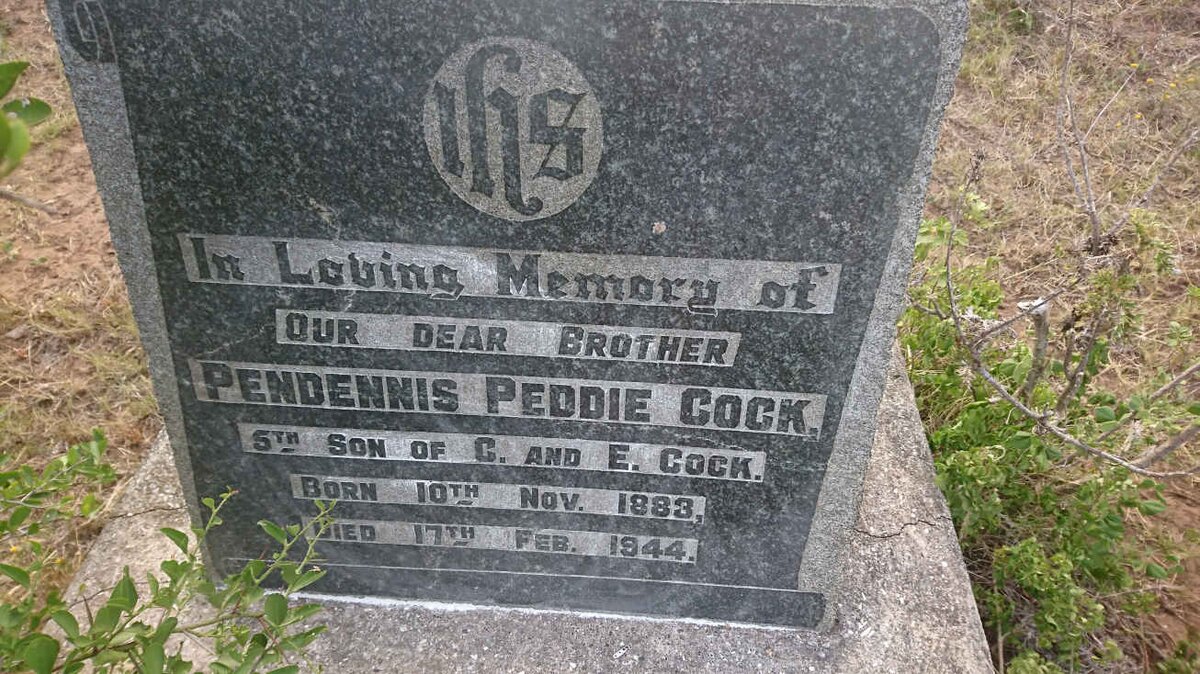 ihs
In Loving Memory of
OUR DEAR BROTHER
PENDENNIS PEDDIE COCK.
5TH SON OF C. AND E. COCK.
BORN 10TH NOV. 1883,
DIED 17TH FEB. 1944.